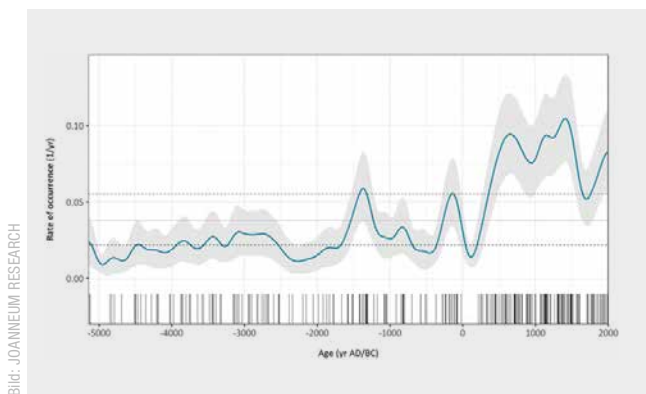 Rate of occurrence (1/yr)
0.10
0.05
0.00
-5000 -4000 -3000 -2000 -1000 0 1000 2000
Age (yr AD/BC)
Bild: JOANNEUM RESEARCH